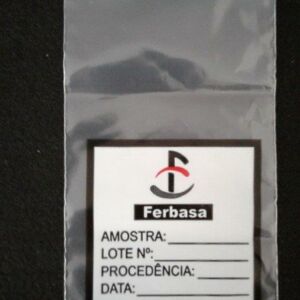 Ferbasa
AMOSTRA:
LOTE Nº:
PROCEDÊNCIA:
DATA: